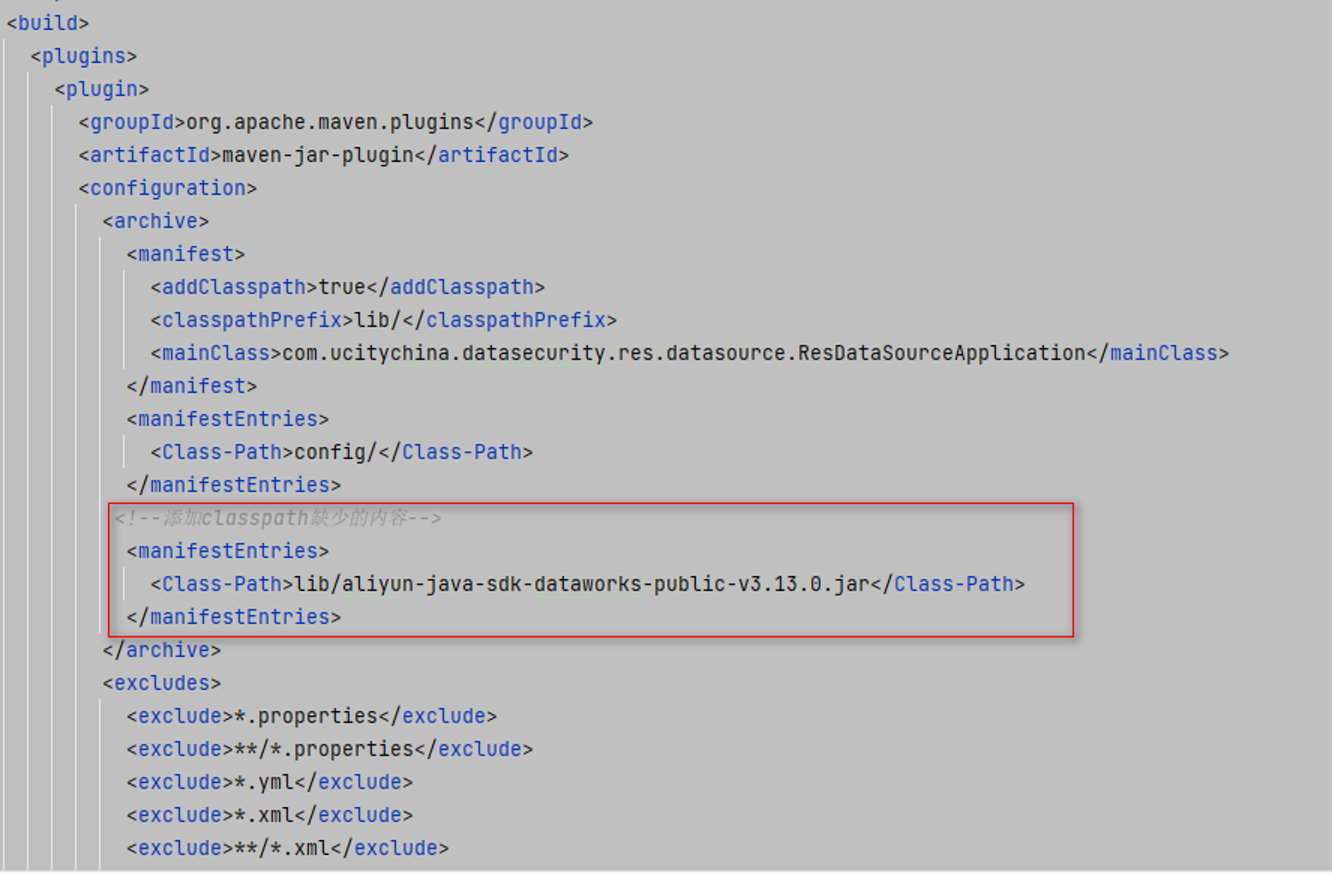 <build>
<plugins>
<plugin>
<groupId>org.apache.maven.plugins</groupId>
<artifactId>maven-jar-plugin</artifactId>
<configuration>
<archive>
<manifest>
<addClasspath>true</addClasspath>
<classpathPrefix>lib/</classpathPrefix>
<mainClass>com.ucitychina.datasecurity.res.datasource.ResDataSourceApplication</mainClass>
</manifest>
<manifestEntries>
<Class-Path>config/</Class-Path>
</manifestEntries>
<!--添加classpath缺少的内容-->
<manifestEntries>
<Class-Path>lib/aliyun-java-sdk-dataworks-public-v3.13.0.jar</Class-Path>
</manifestEntries>
</archive>
<excludes>
<exclude>*.properties</exclude>
<exclude>**/*.properties</exclude>
<exclude>*.yml</exclude>
<exclude>*.xml</exclude>
<exclude>**/*.xml</exclude>